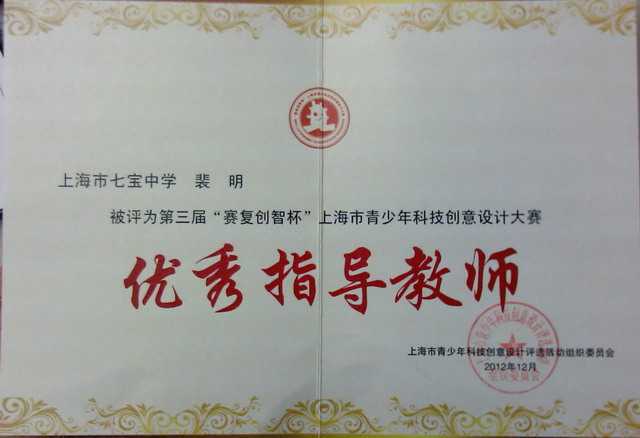 上海市七宝中学 裴 明
被评为第三届“赛复创智杯”上海市青少年科技创意设计大赛
优秀指导教师
上海市青少年科技创意设计评选活动组织委员会
2012年12月